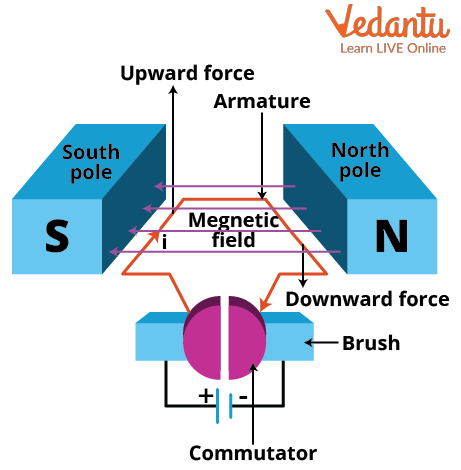 Vedantu
Learn LIVE Online
Upward force
Armature
South
pole
North
pole
S
Megnetic
field
N
i
Downward force
Brush
+ -
Commutator